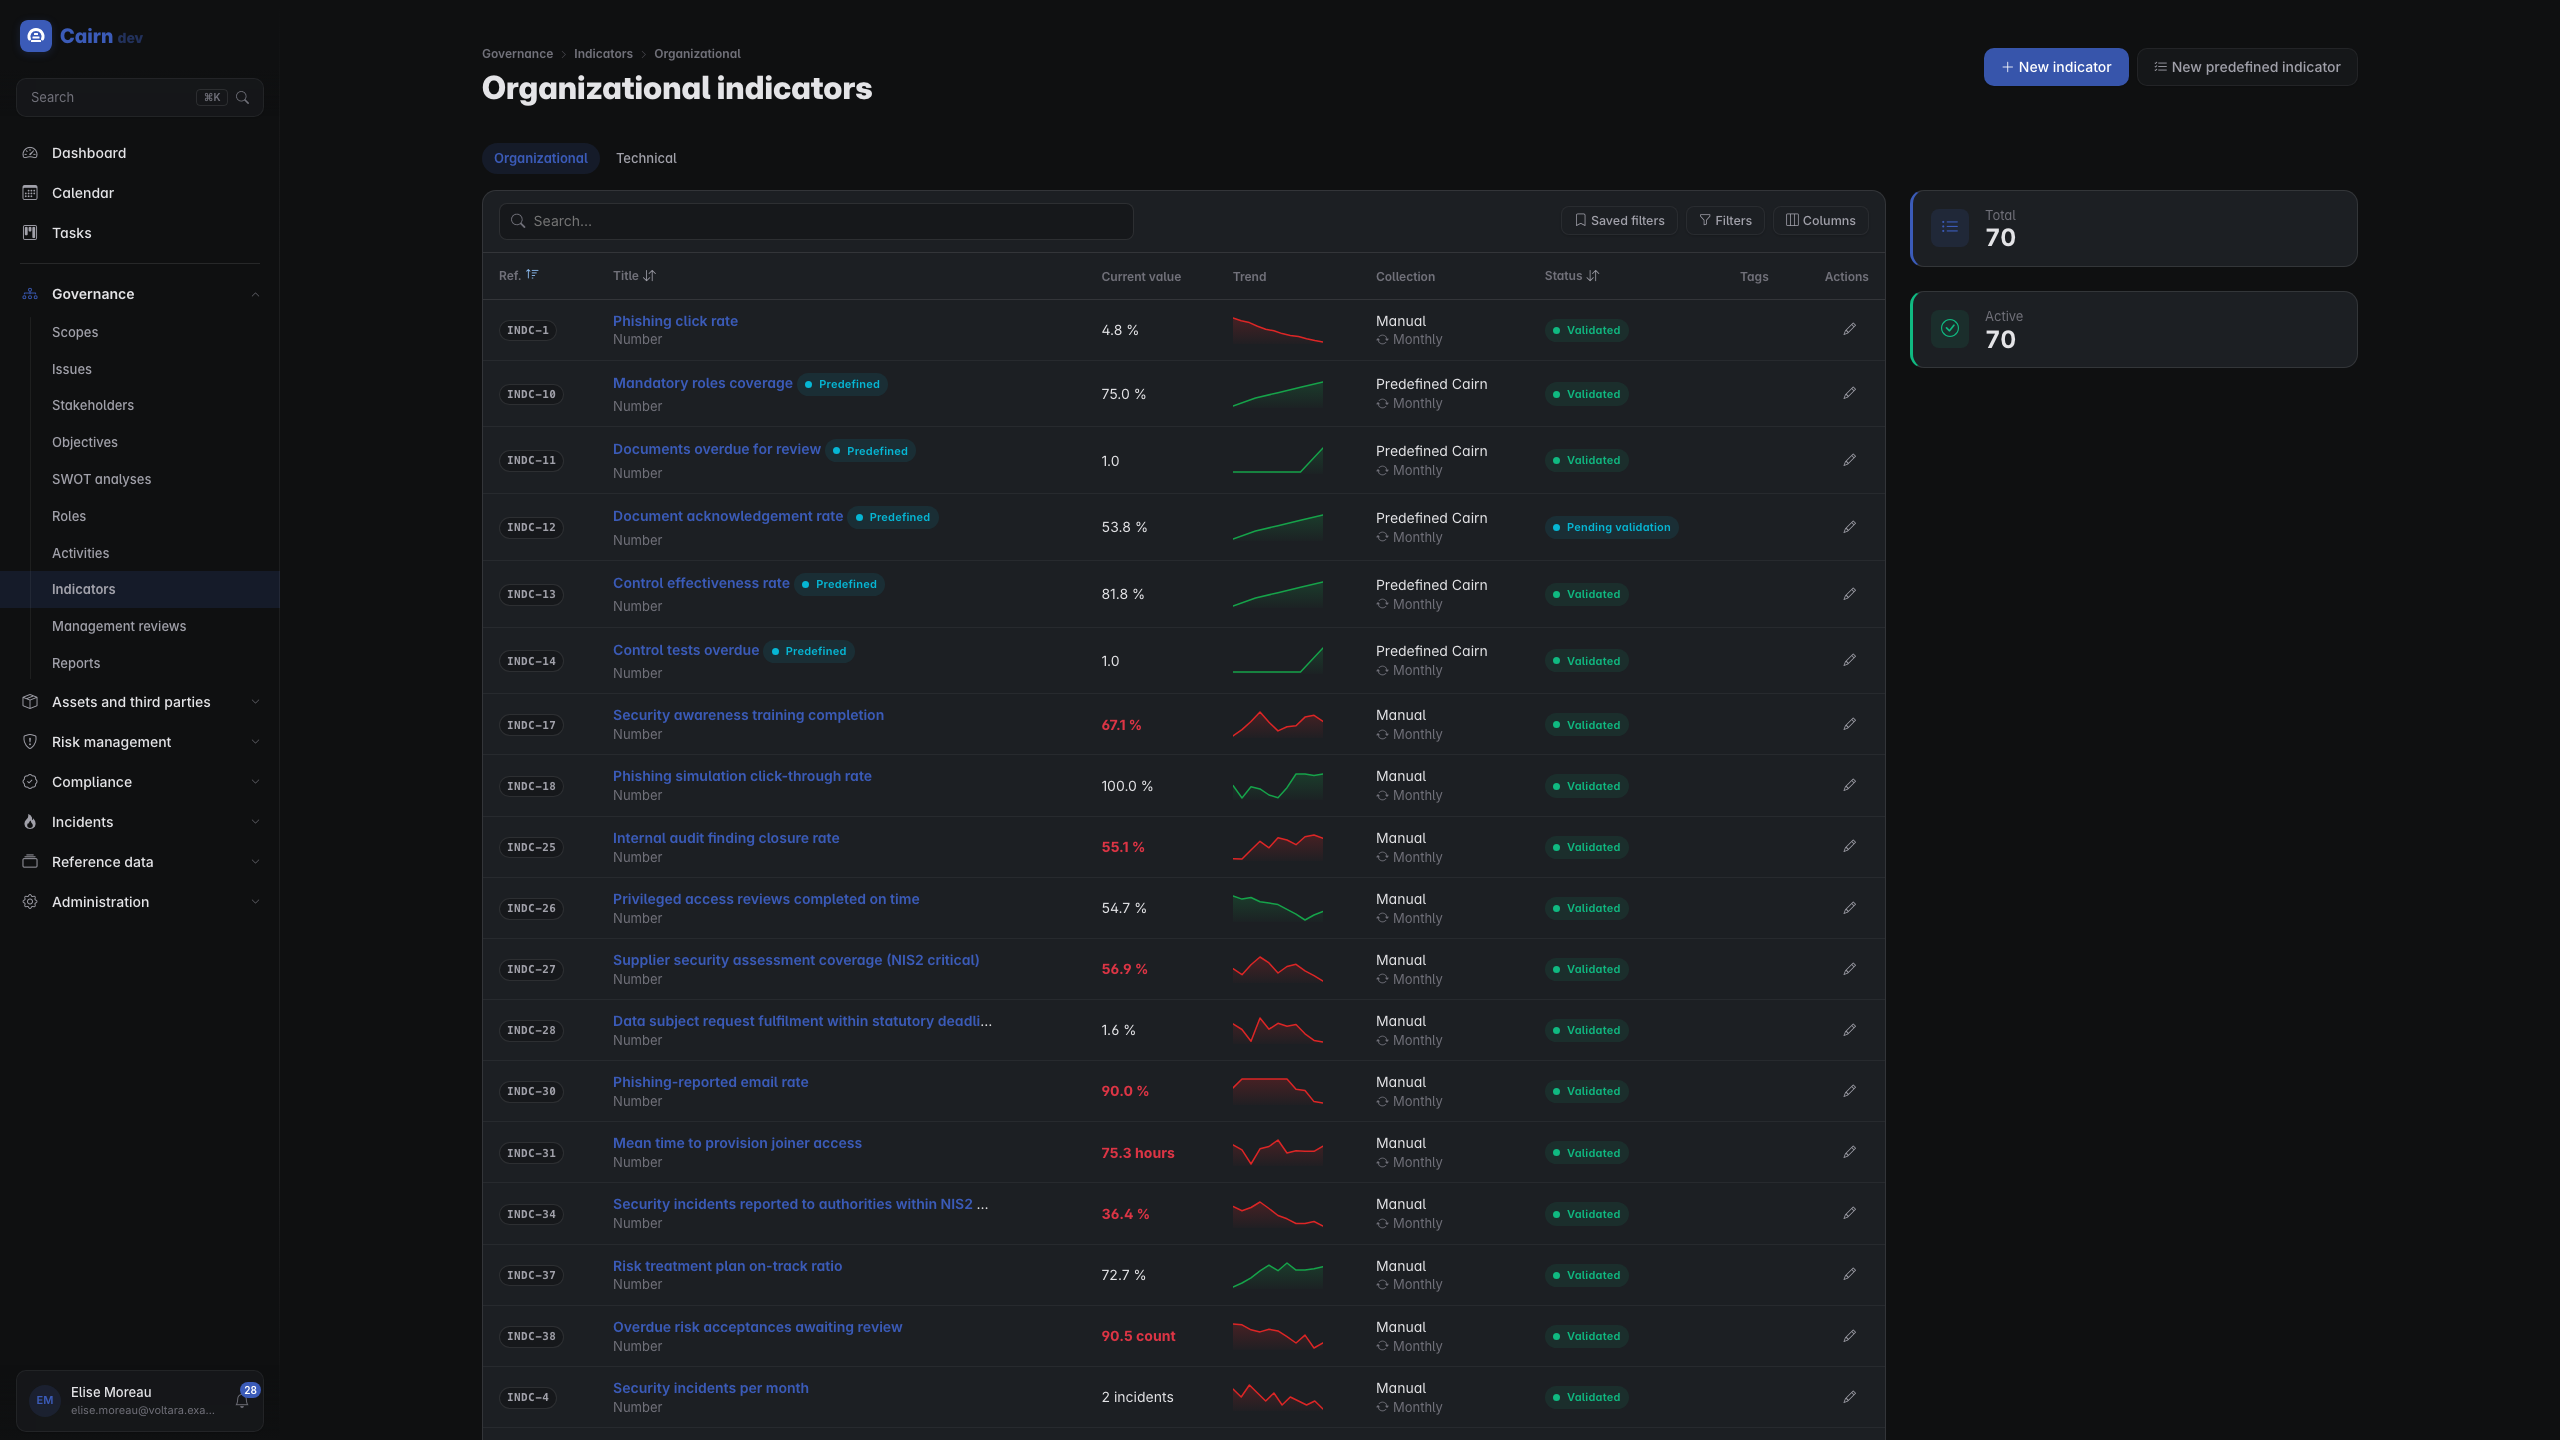 Cairn dev
Search ⌘K
Dashboard
Calendar
Tasks
Governance
Scopes
Issues
Stakeholders
Objectives
SWOT analyses
Roles
Activities
Indicators
Management reviews
Reports
Assets and third parties
Risk management
Compliance
Incidents
Reference data
Administration
EM
Elise Moreau
elise.moreau@voltara.exa...
28
Governance > Indicators > Organizational
Organizational indicators
+ New indicator
New predefined indicator
Organizational Technical
Search...
Saved filters
Filters
Columns
Ref. Title Current value Trend Collection Status Tags Actions
INDC-1 Phishing click rate 4.8 % Manual Validated
Number Monthly
INDC-10 Mandatory roles coverage Predefined 75.0 % Predefined Cairn Validated
Number Monthly
INDC-11 Documents overdue for review Predefined 1.0 Predefined Cairn Validated
Number Monthly
INDC-12 Document acknowledgement rate Predefined 53.8 % Predefined Cairn Pending validation
Number Monthly
INDC-13 Control effectiveness rate Predefined 81.8 % Predefined Cairn Validated
Number Monthly
INDC-14 Control tests overdue Predefined 1.0 Predefined Cairn Validated
Number Monthly
INDC-17 Security awareness training completion 67.1 % Manual Validated
Number Monthly
INDC-18 Phishing simulation click-through rate 100.0 % Manual Validated
Number Monthly
INDC-25 Internal audit finding closure rate 55.1 % Manual Validated
Number Monthly
INDC-26 Privileged access reviews completed on time 54.7 % Manual Validated
Number Monthly
INDC-27 Supplier security assessment coverage (NIS2 critical) 56.9 % Manual Validated
Number Monthly
INDC-28 Data subject request fulfilment within statutory deadli... 1.6 % Manual Validated
Number Monthly
INDC-30 Phishing-reported email rate 90.0 % Manual Validated
Number Monthly
INDC-31 Mean time to provision joiner access 75.3 hours Manual Validated
Number Monthly
INDC-34 Security incidents reported to authorities within NIS2 ... 36.4 % Manual Validated
Number Monthly
INDC-37 Risk treatment plan on-track ratio 72.7 % Manual Validated
Number Monthly
INDC-38 Overdue risk acceptances awaiting review 90.5 count Manual Validated
Number Monthly
INDC-4 Security incidents per month 2 incidents Manual Validated
Number Monthly
Total
70
Active
70